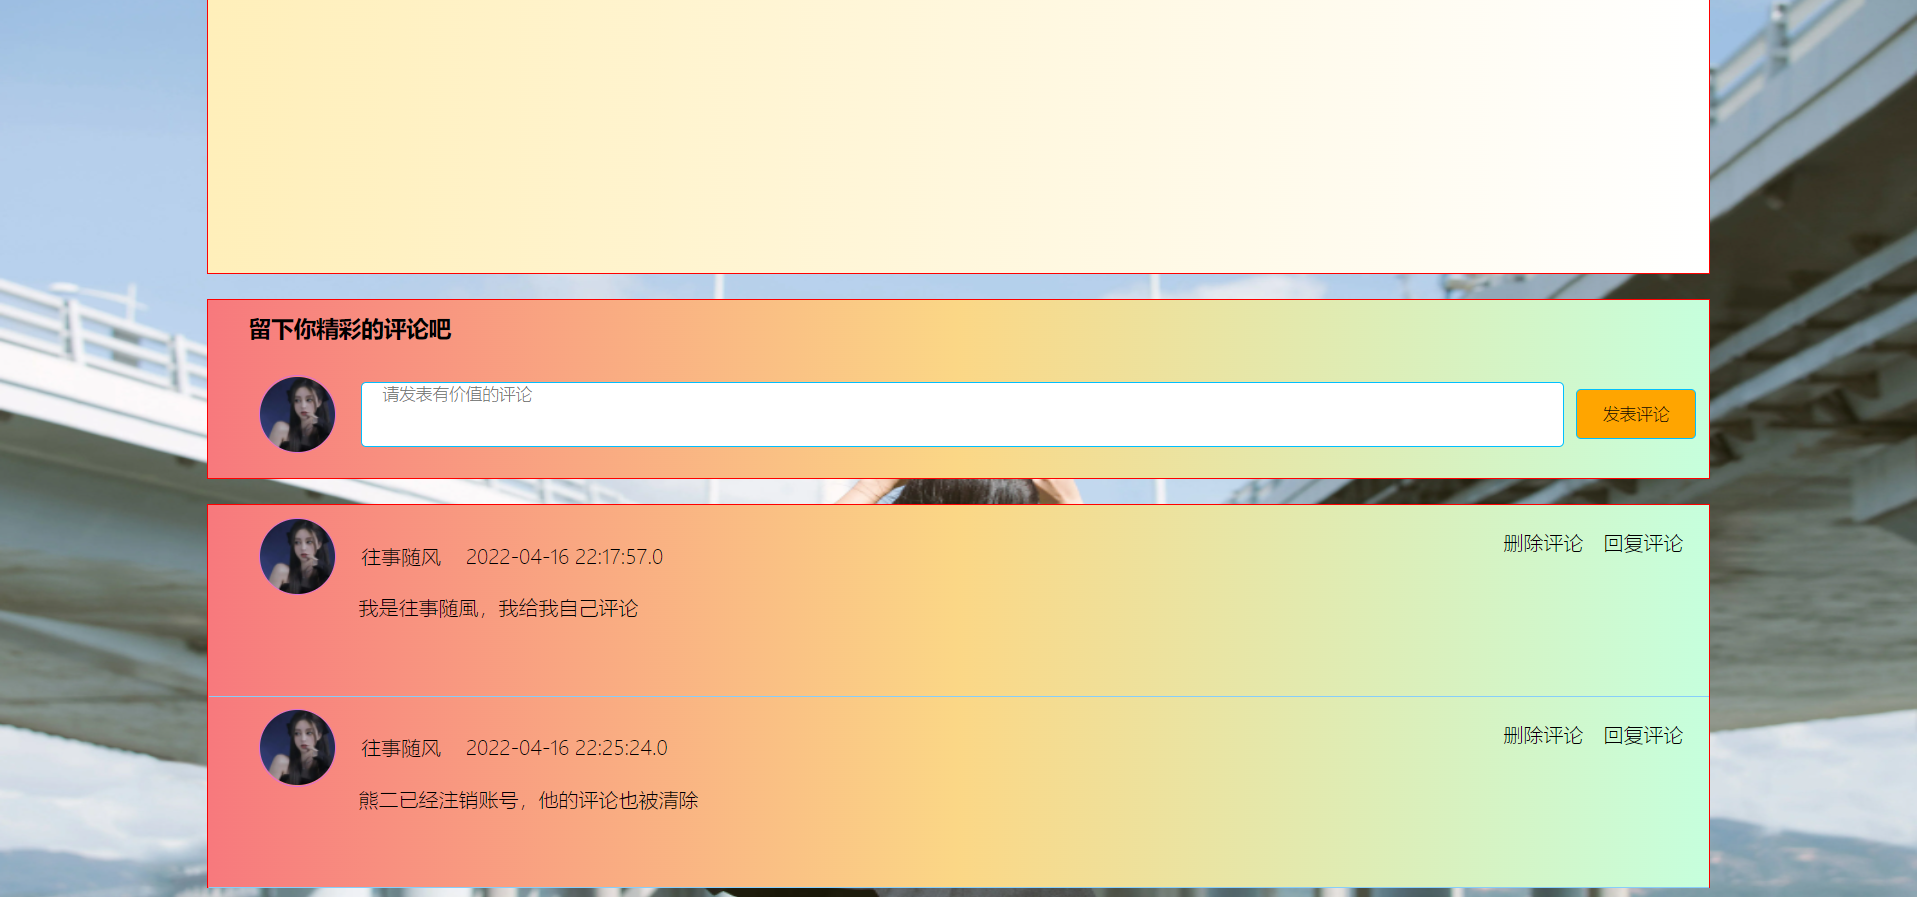 留下你精彩的评论吧
请发表有价值的评论
发表评论
往事随风 2022-04-16 22:17:57.0 删除评论 回复评论
我是往事随風，我给我自己评论
往事随风 2022-04-16 22:25:24.0 删除评论 回复评论
熊二已经注销账号，他的评论也被清除